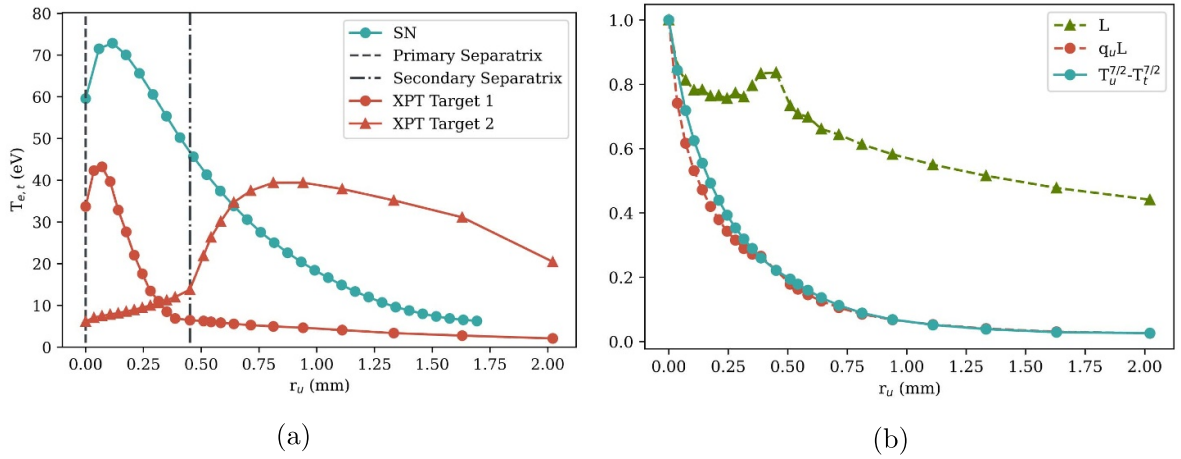 80
70
60
50
40
30
20
10
0
T_{e,t} (eV)
0.00 0.25 0.50 0.75 1.00 1.25 1.50 1.75 2.00
r_u (mm)
SN
Primary Separatrix
Secondary Separatrix
XPT Target 1
XPT Target 2
(a)
1.0
0.8
0.6
0.4
0.2
0.0
0.00 0.25 0.50 0.75 1.00 1.25 1.50 1.75 2.00
r_u (mm)
L
q_uL
T_u^{7/2}-T_t^{7/2}
(b)